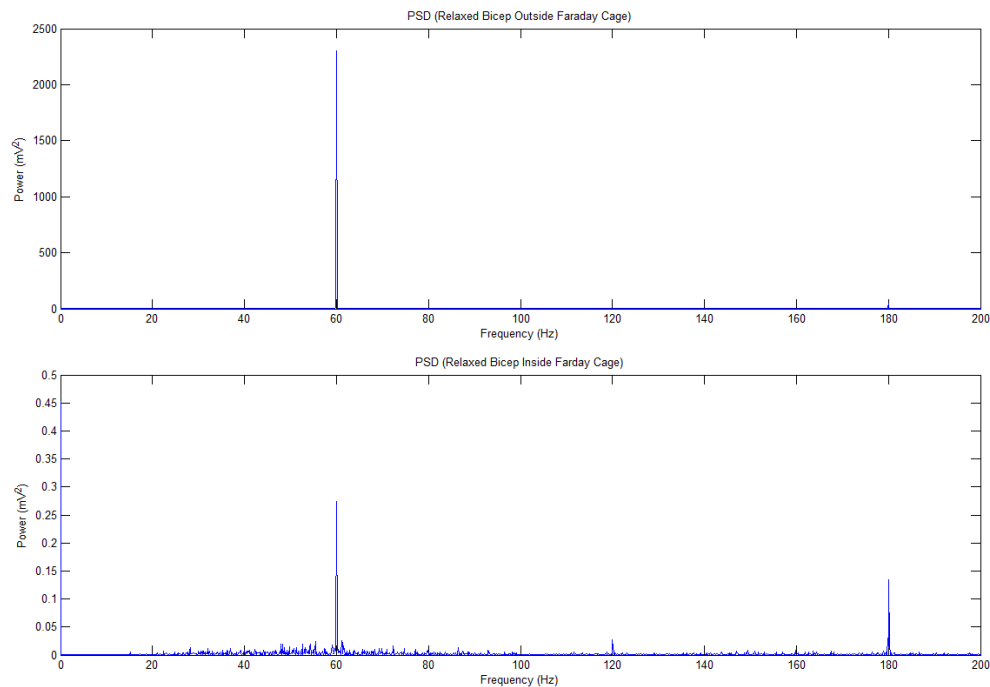 PSD (Relaxed Bicep Outside Faraday Cage)
2500
2000
1500
1000
500
0
Power (mV²)
0 20 40 60 80 100 120 140 160 180 200
Frequency (Hz)
PSD (Relaxed Bicep Inside Farday Cage)
0.5
0.45
0.4
0.35
0.3
0.25
0.2
0.15
0.1
0.05
0
Power (mV²)
0 20 40 60 80 100 120 140 160 180 200
Frequency (Hz)